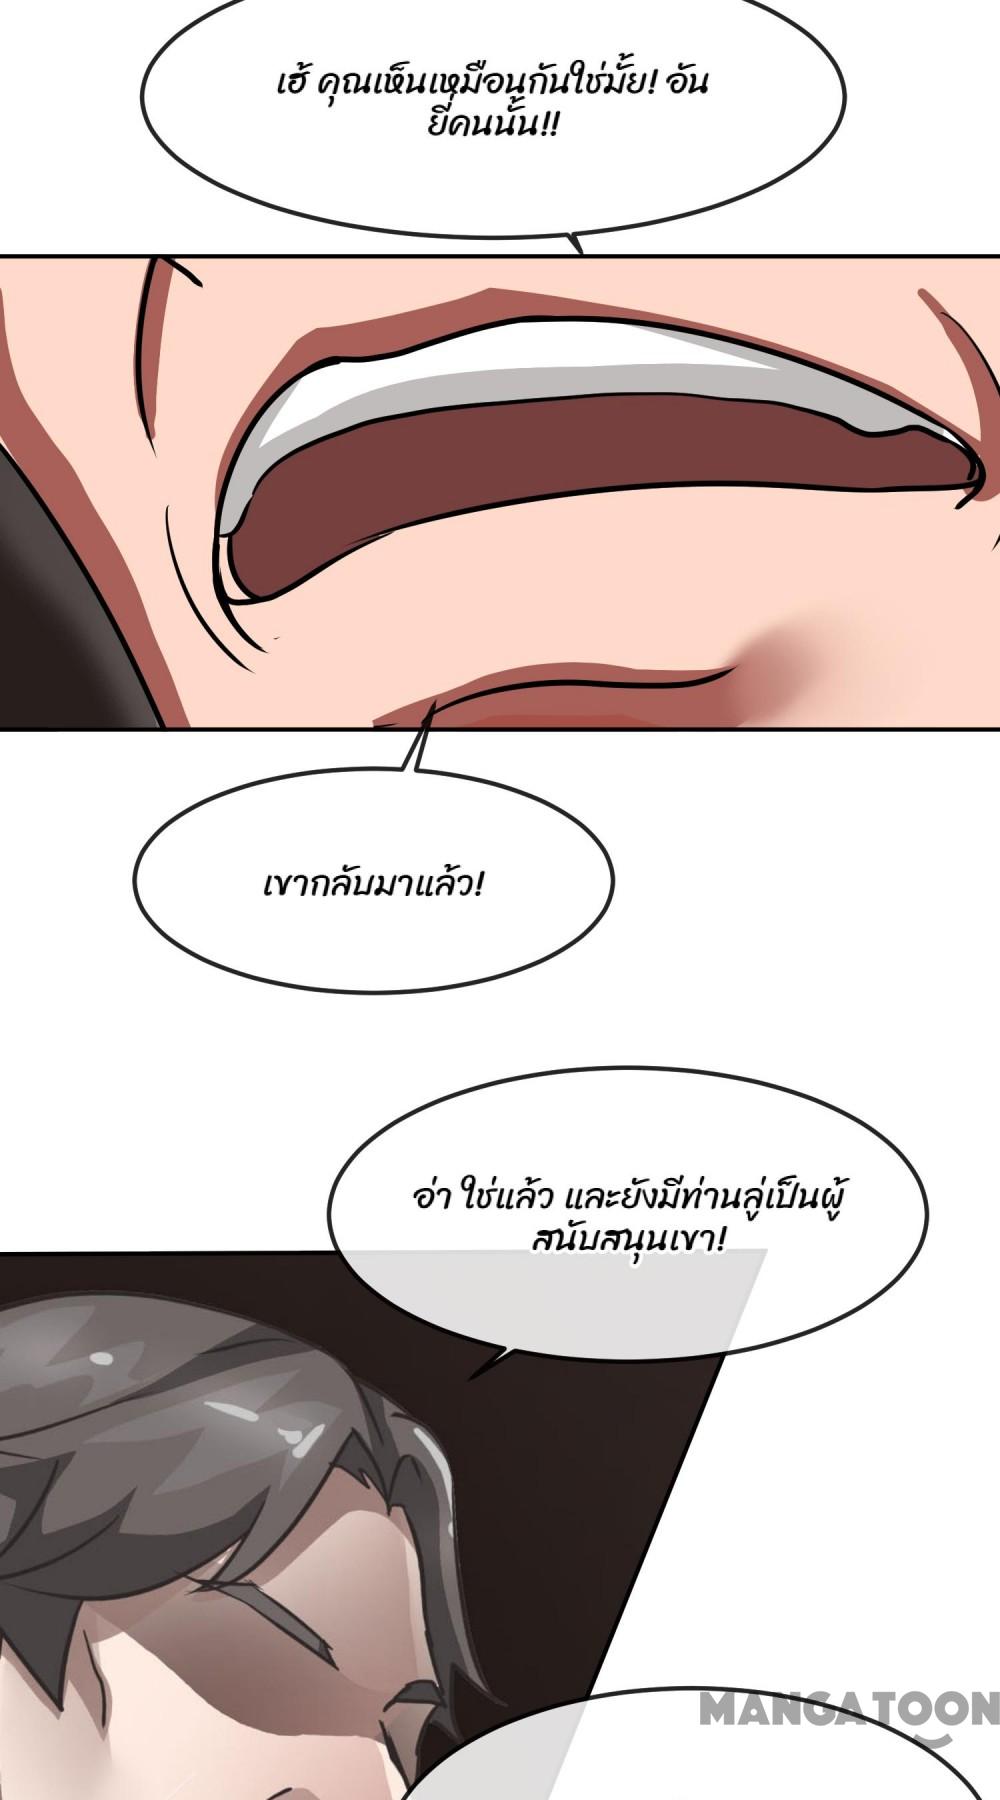 เฮ้ คุณเห็นเหมือนกันใช่มั้ย! อัน
ยี่คนนั้น!!
เขากลับมาแล้ว!
อ่า ใช่แล้ว และยังมีท่านลู่เป็นผู้
สนับสนุนเขา!
MANGATOON